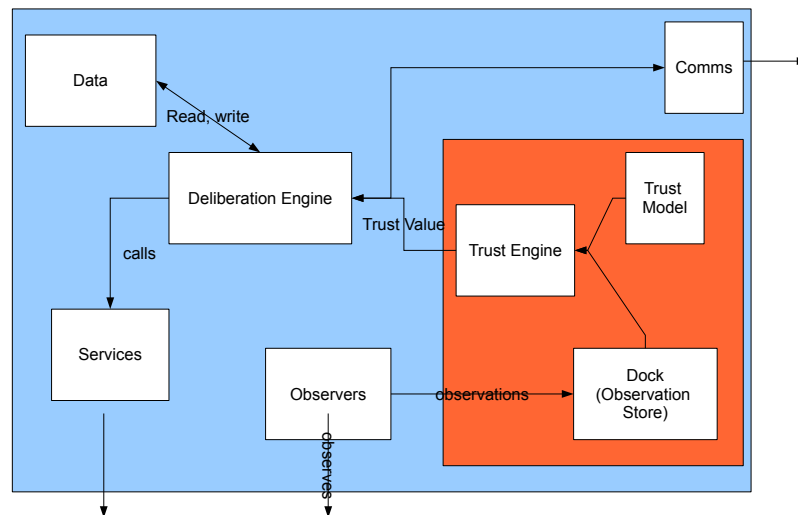 Comms
Data
Read, write
Trust
Model
Deliberation Engine
Trust Value
Trust Engine
calls
Services
Observers
observations
Dock
(Observation
Store)
observes